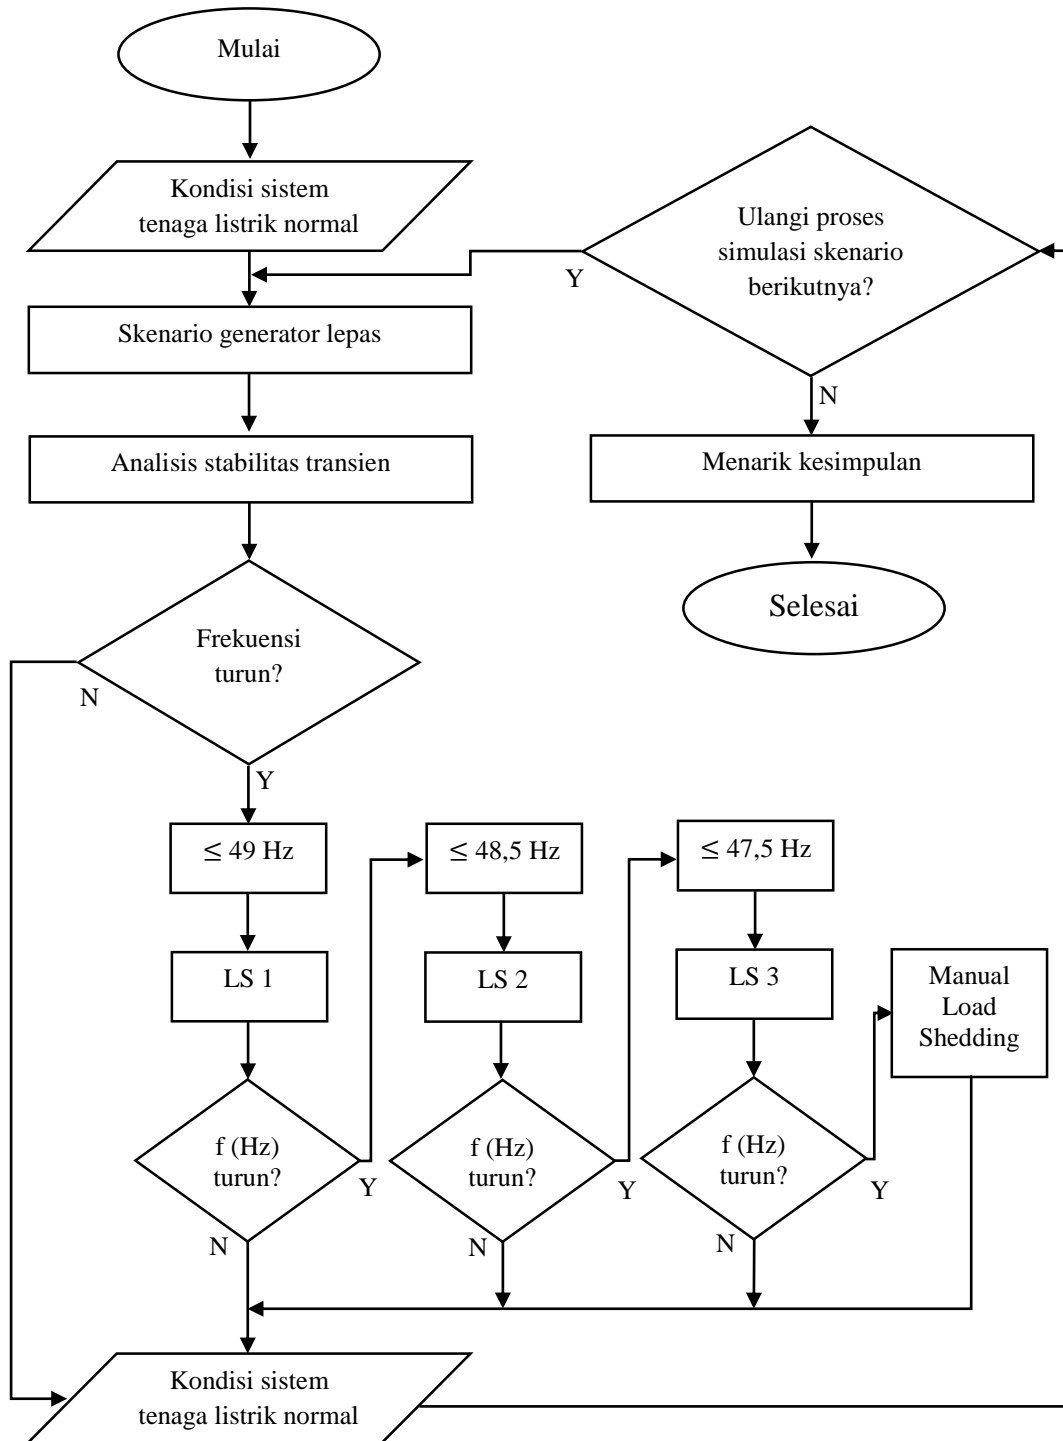 Mulai
Kondisi sistem
tenaga listrik normal
Ulangi proses
simulasi skenario
berikutnya?
Y
N
Skenario generator lepas
Analisis stabilitas transien
Menarik kesimpulan
Selesai
Frekuensi
turun?
N
Y
≤ 49 Hz
≤ 48,5 Hz
≤ 47,5 Hz
LS 1
LS 2
LS 3
Manual
Load
Shedding
f (Hz)
turun?
Y
N
f (Hz)
turun?
Y
N
f (Hz)
turun?
Y
N
Kondisi sistem
tenaga listrik normal